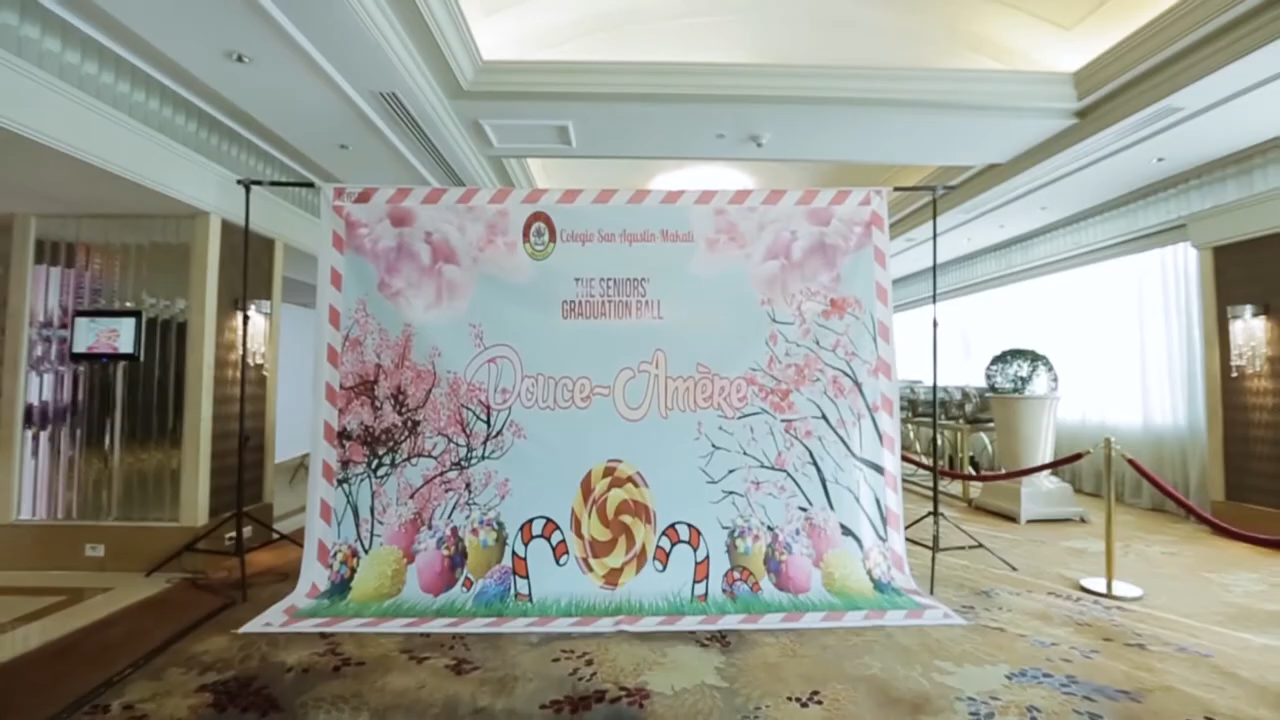 Colegio San Agustin-Makati
THE SENIORS'
GRADUATION BALL
Douce~Amère